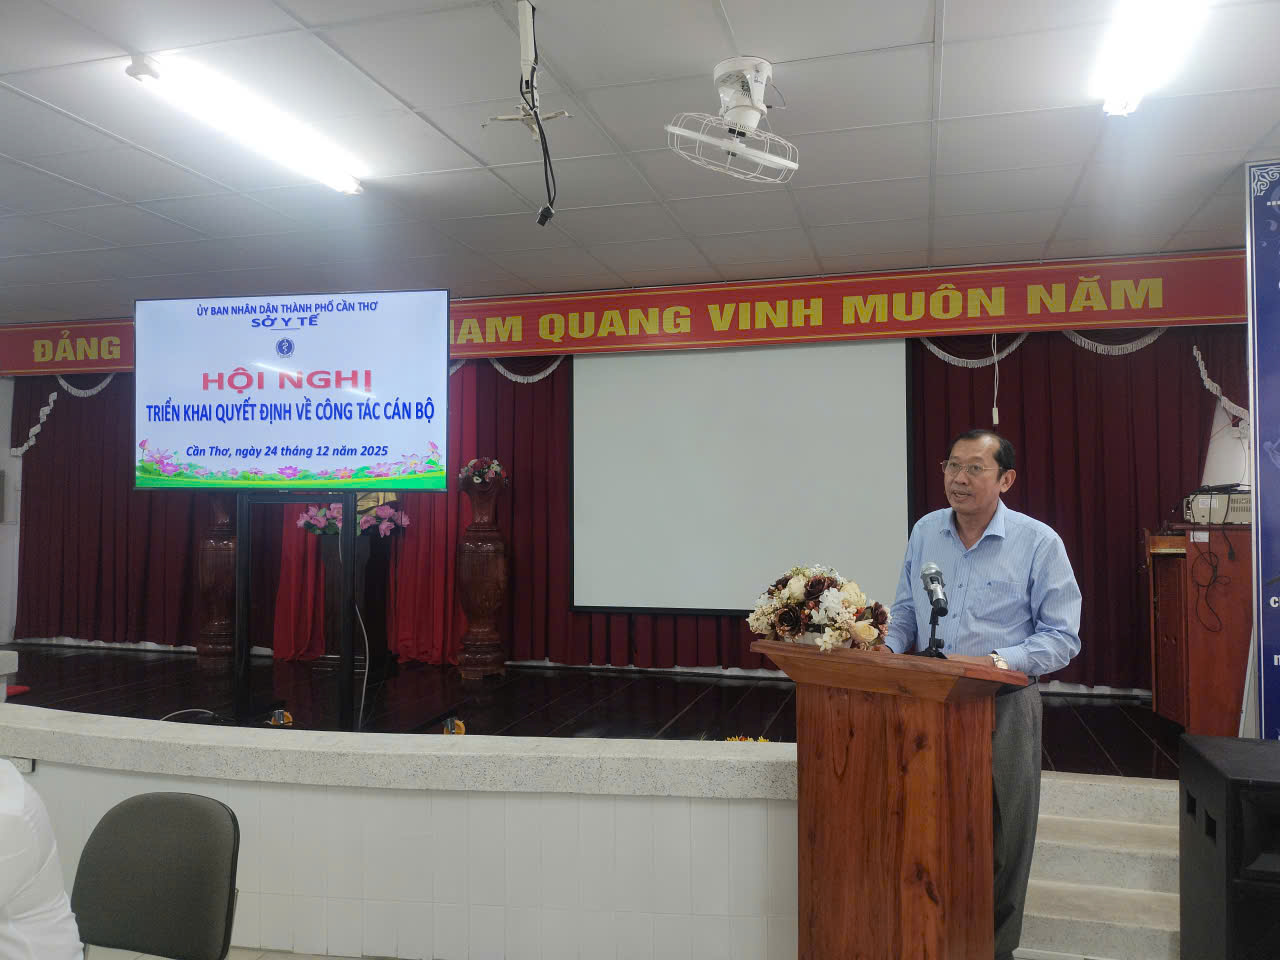 ĐẢNG
NAM QUANG VINH MUÔN NĂM
ỦY BAN NHÂN DÂN THÀNH PHỐ CẦN THƠ
SỞ Y TẾ
HỘI NGHỊ
TRIỂN KHAI QUYẾT ĐỊNH VỀ CÔNG TÁC CÁN BỘ
Cần Thơ, ngày 24 tháng 12 năm 2025